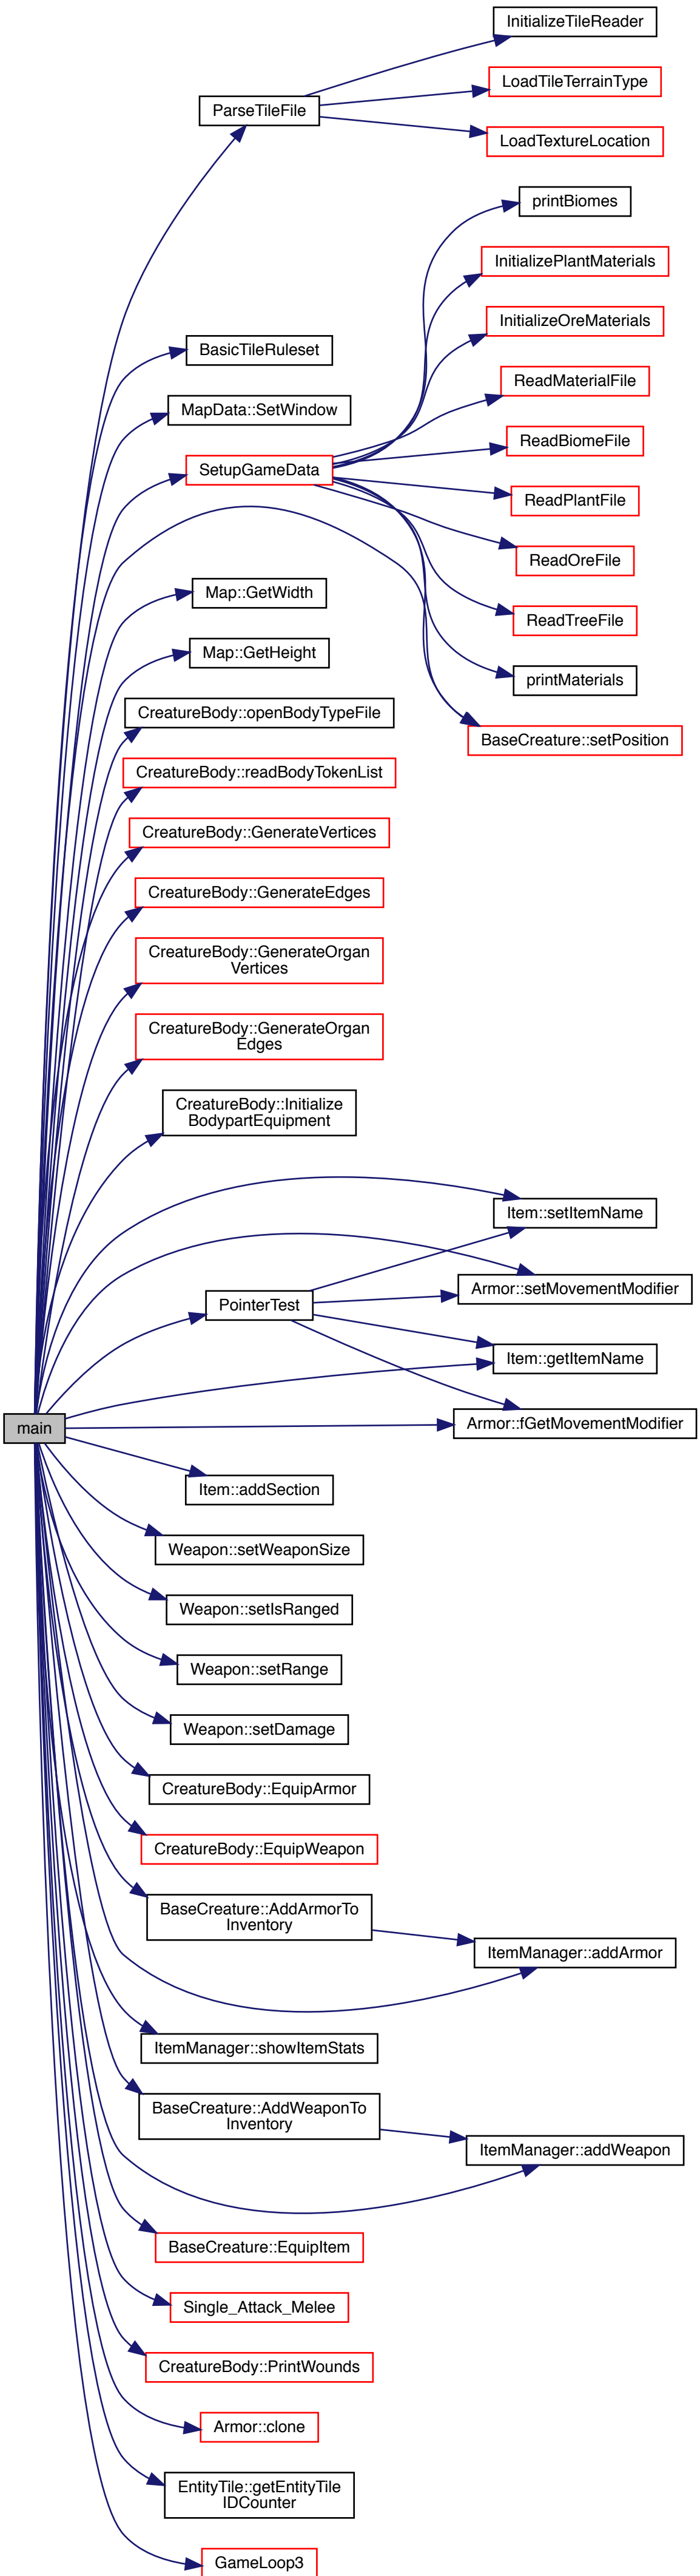 InitializeTileReader
LoadTileTerrainType
ParseTileFile
LoadTextureLocation
printBiomes
InitializePlantMaterials
InitializeOreMaterials
BasicTileRuleset
ReadMaterialFile
MapData::SetWindow
ReadBiomeFile
SetupGameData
ReadPlantFile
ReadOreFile
Map::GetWidth
ReadTreeFile
Map::GetHeight
printMaterials
CreatureBody::openBodyTypeFile
BaseCreature::setPosition
CreatureBody::readBodyTokenList
CreatureBody::GenerateVertices
CreatureBody::GenerateEdges
CreatureBody::GenerateOrgan
Vertices
CreatureBody::GenerateOrgan
Edges
CreatureBody::Initialize
BodypartEquipment
Item::setItemName
Armor::setMovementModifier
PointerTest
Item::getItemName
Armor::fGetMovementModifier
main
Item::addSection
Weapon::setWeaponSize
Weapon::setIsRanged
Weapon::setRange
Weapon::setDamage
CreatureBody::EquipArmor
CreatureBody::EquipWeapon
BaseCreature::AddArmorTo
Inventory
ItemManager::addArmor
ItemManager::showItemStats
BaseCreature::AddWeaponTo
Inventory
ItemManager::addWeapon
BaseCreature::EquipItem
Single_Attack_Melee
CreatureBody::PrintWounds
Armor::clone
EntityTile::getEntityTile
IDCounter
GameLoop3